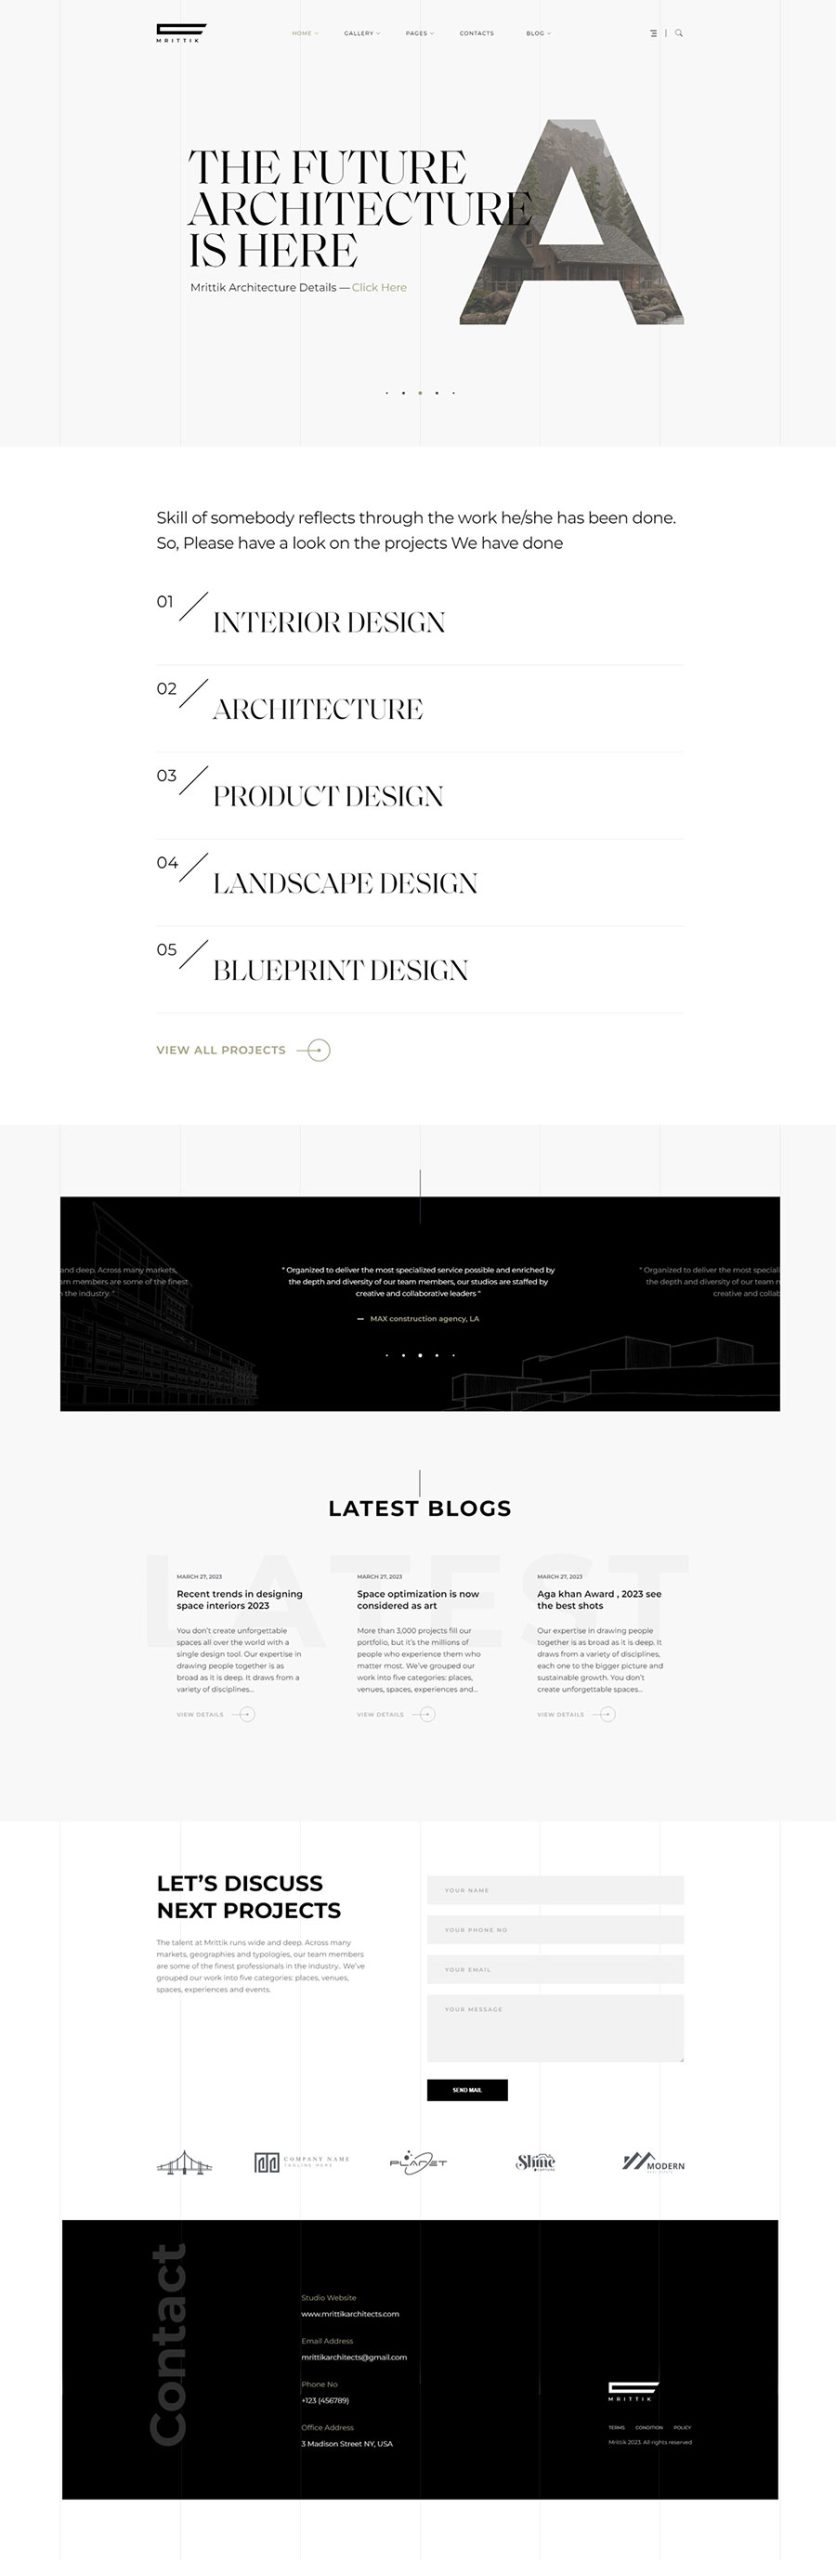 MRITTIK
HOME
GALLERY
PAGES
CONTACTS
BLOG
THE FUTURE
ARCHITECTURE
IS HERE
A
Mrittik Architecture Details — Click Here
Skill of somebody reflects through the work he/she has been done.
So, Please have a look on the projects We have done
01
INTERIOR DESIGN
02
ARCHITECTURE
03
PRODUCT DESIGN
04
LANDSCAPE DESIGN
05
BLUEPRINT DESIGN
VIEW ALL PROJECTS
and deep. Across many markets,
members are some of the finest
the industry. "
" Organized to deliver the most specialized service possible and enriched by
the depth and diversity of our team members, our studios are staffed by
creative and collaborative leaders "
— MAX construction agency, LA
" Organized to deliver the most speciali
the depth and diversity of our team
creative and collab
LATEST BLOGS
LATEST
MARCH 27, 2023
Recent trends in designing
space interiors 2023
You don't create unforgettable
spaces all over the world with a
single design tool. Our expertise in
drawing people together is as
broad as it is deep. It draws from a
variety of disciplines...
VIEW DETAILS
MARCH 27, 2023
Space optimization is now
considered as art
More than 3,000 projects fill our
portfolio, but it's the millions of
people who experience them who
matter most. We've grouped our
work into five categories: places,
venues, spaces, experiences and...
VIEW DETAILS
MARCH 27, 2023
Aga khan Award , 2023 see
the best shots
Our expertise in drawing people
together is as broad as it is deep. It
draws from a variety of disciplines,
each one to the bigger picture and
sustainable growth. You don't
create unforgettable spaces...
VIEW DETAILS
LET'S DISCUSS
NEXT PROJECTS
The talent at Mrittik runs wide and deep. Across many
markets, geographies and typologies, our team members
are some of the finest professionals in the industry.. We've
grouped our work into five categories: places, venues,
spaces, experiences and events.
YOUR NAME
YOUR PHONE NO
YOUR EMAIL
YOUR MESSAGE
SEND MAIL
COMPANY NAME
TAGLINE HERE
PLANET
Shine
CAPTURE
MODERN
Contact
Studio Website
www.mrittikarchitects.com
Email Address
mrittikarchitects@gmail.com
Phone No
+123 (456789)
Office Address
3 Madison Street NY, USA
MRITTIK
TERMS
CONDITION
POLICY
Mrittik 2023. All rights reserved